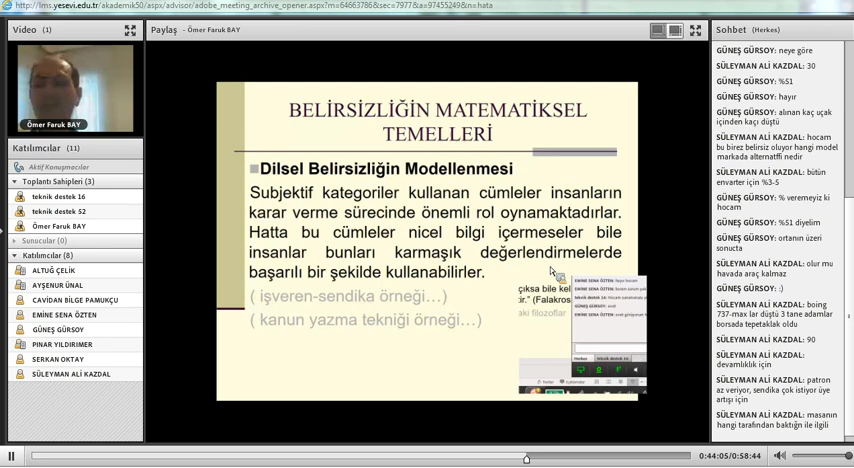 http://lms.yesevi.edu.tr/akademik50/aspx/advisor/adobe_meeting_archive_opener.aspx?m=64663786&sec=7977&a=97455249&n=hata
Video (1)
Ömer Faruk BAY
Katılımcılar (11)
Aktif Konuşmacılar
Toplantı Sahipleri (3)
teknik destek 16
teknik destek 52
Ömer Faruk BAY
Sunucular (0)
Katılımcılar (8)
ALTUĞ ÇELİK
AYŞENUR ÜNAL
CAVİDAN BİLGE PAMUKÇU
EMİNE SENA ÖZTEN
GÜNEŞ GÜRSOY
PINAR YILDIRIMER
SERKAN OKTAY
SÜLEYMAN ALİ KAZDAL
Paylaş - Ömer Faruk BAY
BELİRSİZLİĞİN MATEMATİKSEL
TEMELLERİ
Dilsel Belirsizliğin Modellenmesi
Subjektif kategoriler kullanan cümleler insanların
karar verme sürecinde önemli rol oynamaktadırlar.
Hatta bu cümleler nicel bilgi içermeseler bile
insanlar bunları karmaşık değerlendirmelerde
başarılı bir şekilde kullanabilirler.
( işveren-sendika örneği…)
( kanun yazma tekniği örneği…)
çıksa bile kel
tir.” (Falakros
aki filozoflar
Sohbet (Herkes)
GÜNEŞ GÜRSOY: neye göre
SÜLEYMAN ALİ KAZDAL: 30
GÜNEŞ GÜRSOY: %51
GÜNEŞ GÜRSOY: hayır
GÜNEŞ GÜRSOY: alınan kaç uçak
içinden kaçı düştü
SÜLEYMAN ALİ KAZDAL: hocam
bu birez belirsiz oluyor hangi model
markada alternatffi nedir
SÜLEYMAN ALİ KAZDAL: bütün
envarter için %3-5
GÜNEŞ GÜRSOY: % veremeyiz ki
hocam
GÜNEŞ GÜRSOY: %51 diyelim
GÜNEŞ GÜRSOY: ortanın üzeri
sonucta
SÜLEYMAN ALİ KAZDAL: olur mu
havada araç kalmaz
GÜNEŞ GÜRSOY: :)
SÜLEYMAN ALİ KAZDAL: boing
737-max lar düştü 3 tane adamlar
borsada tepetaklak oldu
SÜLEYMAN ALİ KAZDAL: 90
SÜLEYMAN ALİ KAZDAL:
devamlılık için
SÜLEYMAN ALİ KAZDAL: patron
az veriyor, sendika çok istiyor üye
artışı için
SÜLEYMAN ALİ KAZDAL: masanın
hangi tarafından baktığn ile ilgili
0:44:05/0:58:44